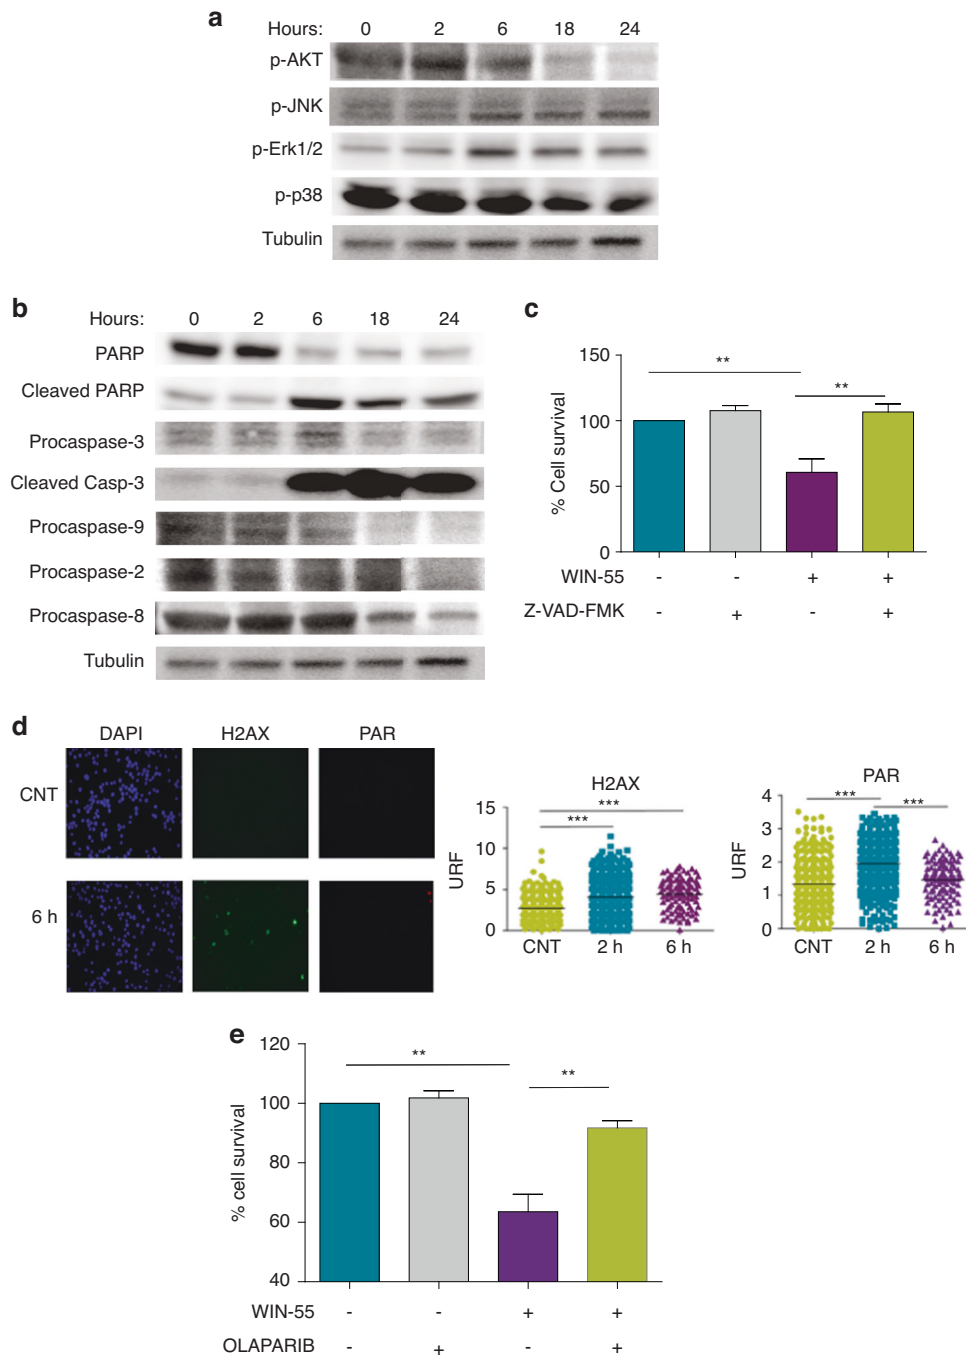 a
Hours: 0 2 6 18 24
p-AKT
p-JNK
p-Erk1/2
p-p38
Tubulin
b
Hours: 0 2 6 18 24
PARP
Cleaved PARP
Procaspase-3
Cleaved Casp-3
Procaspase-9
Procaspase-2
Procaspase-8
Tubulin
c
% Cell survival
150
100
50
0
** **
WIN-55 - - + +
Z-VAD-FMK - + - +
d
DAPI H2AX PAR
CNT
6 h
H2AX
URF
15
10
5
0
***
***
CNT 2 h 6 h
PAR
URF
4
3
2
1
0
*** ***
CNT 2 h 6 h
e
% cell survival
120
100
80
60
40
** **
WIN-55 - - + +
OLAPARIB - + - +